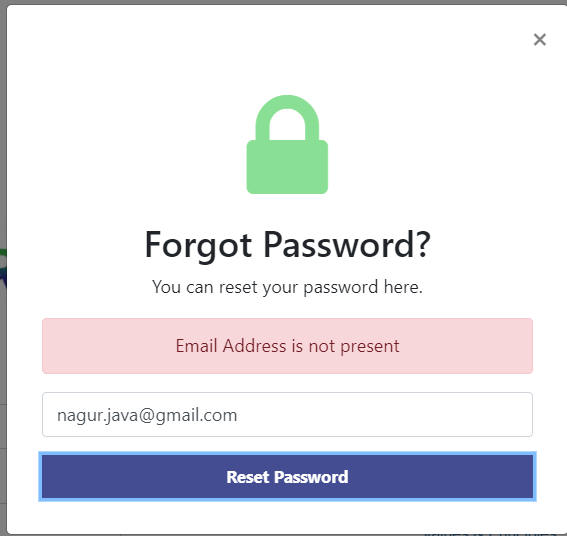 ×
Forgot Password?
You can reset your password here.
Email Address is not present
nagur.java@gmail.com
Reset Password